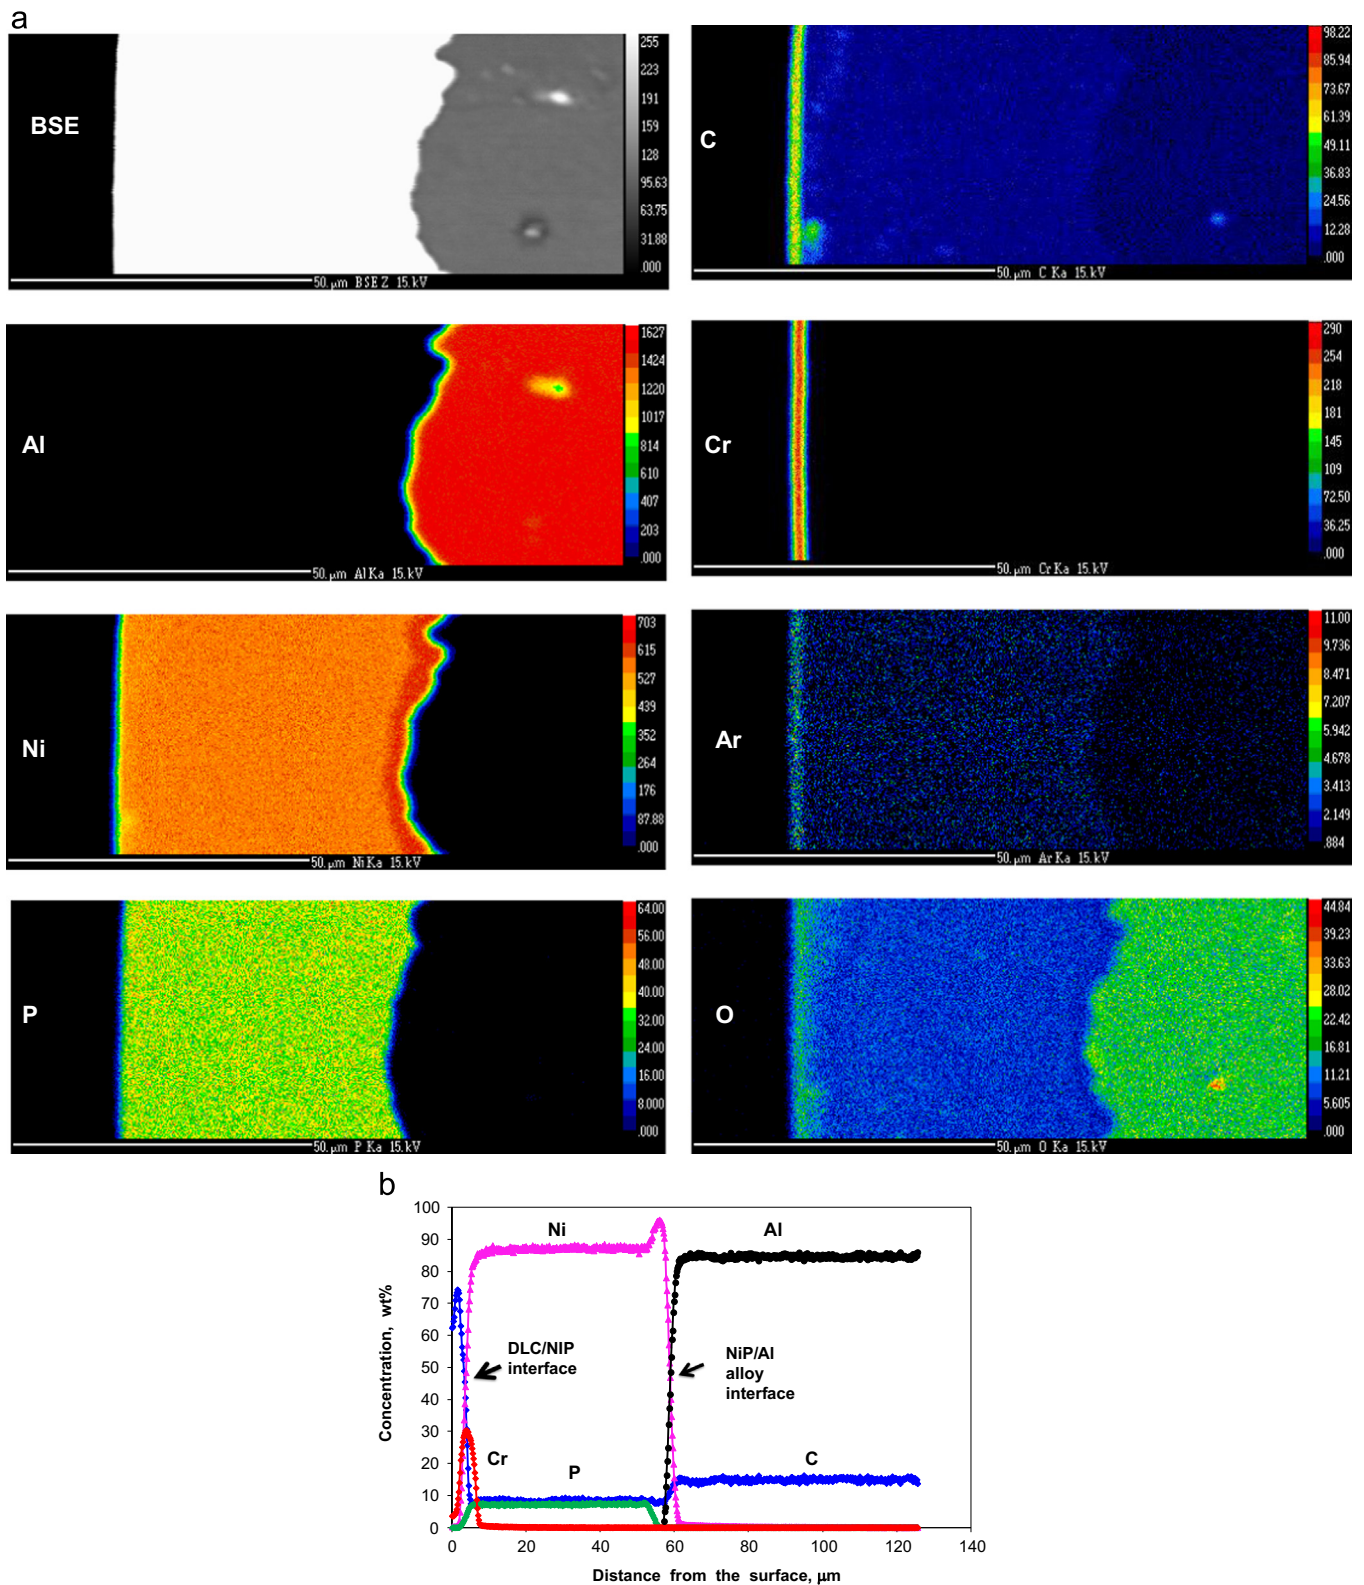 a
BSE
255
223
191
159
128
95.63
63.75
31.88
.000
50. µm BSE Z 15. kV
C
98.22
85.94
73.67
61.39
49.11
36.83
24.56
12.28
.000
50. µm C Ka 15. kV
Al
1627
1424
1220
1017
814
610
407
203
.000
50. µm Al Ka 15. kV
Cr
290
254
218
181
145
109
72.50
36.25
.000
50. µm Cr Ka 15. kV
Ni
703
615
527
439
352
264
176
87.88
.000
50. µm Ni Ka 15. kV
Ar
11.00
9.736
8.471
7.207
5.942
4.678
3.413
2.149
.884
50. µm Ar Ka 15. kV
P
64.00
56.00
48.00
40.00
32.00
24.00
16.00
8.000
.000
50. µm P Ka 15. kV
O
44.84
39.23
33.63
28.02
22.42
16.81
11.21
5.605
.000
50. µm O Ka 15. kV
b
Concentration, wt%
100
90
80
70
60
50
40
30
20
10
0
Ni
Al
DLC/NIP
interface
NiP/Al
alloy
interface
Cr
P
C
0 20 40 60 80 100 120 140
Distance from the surface, µm